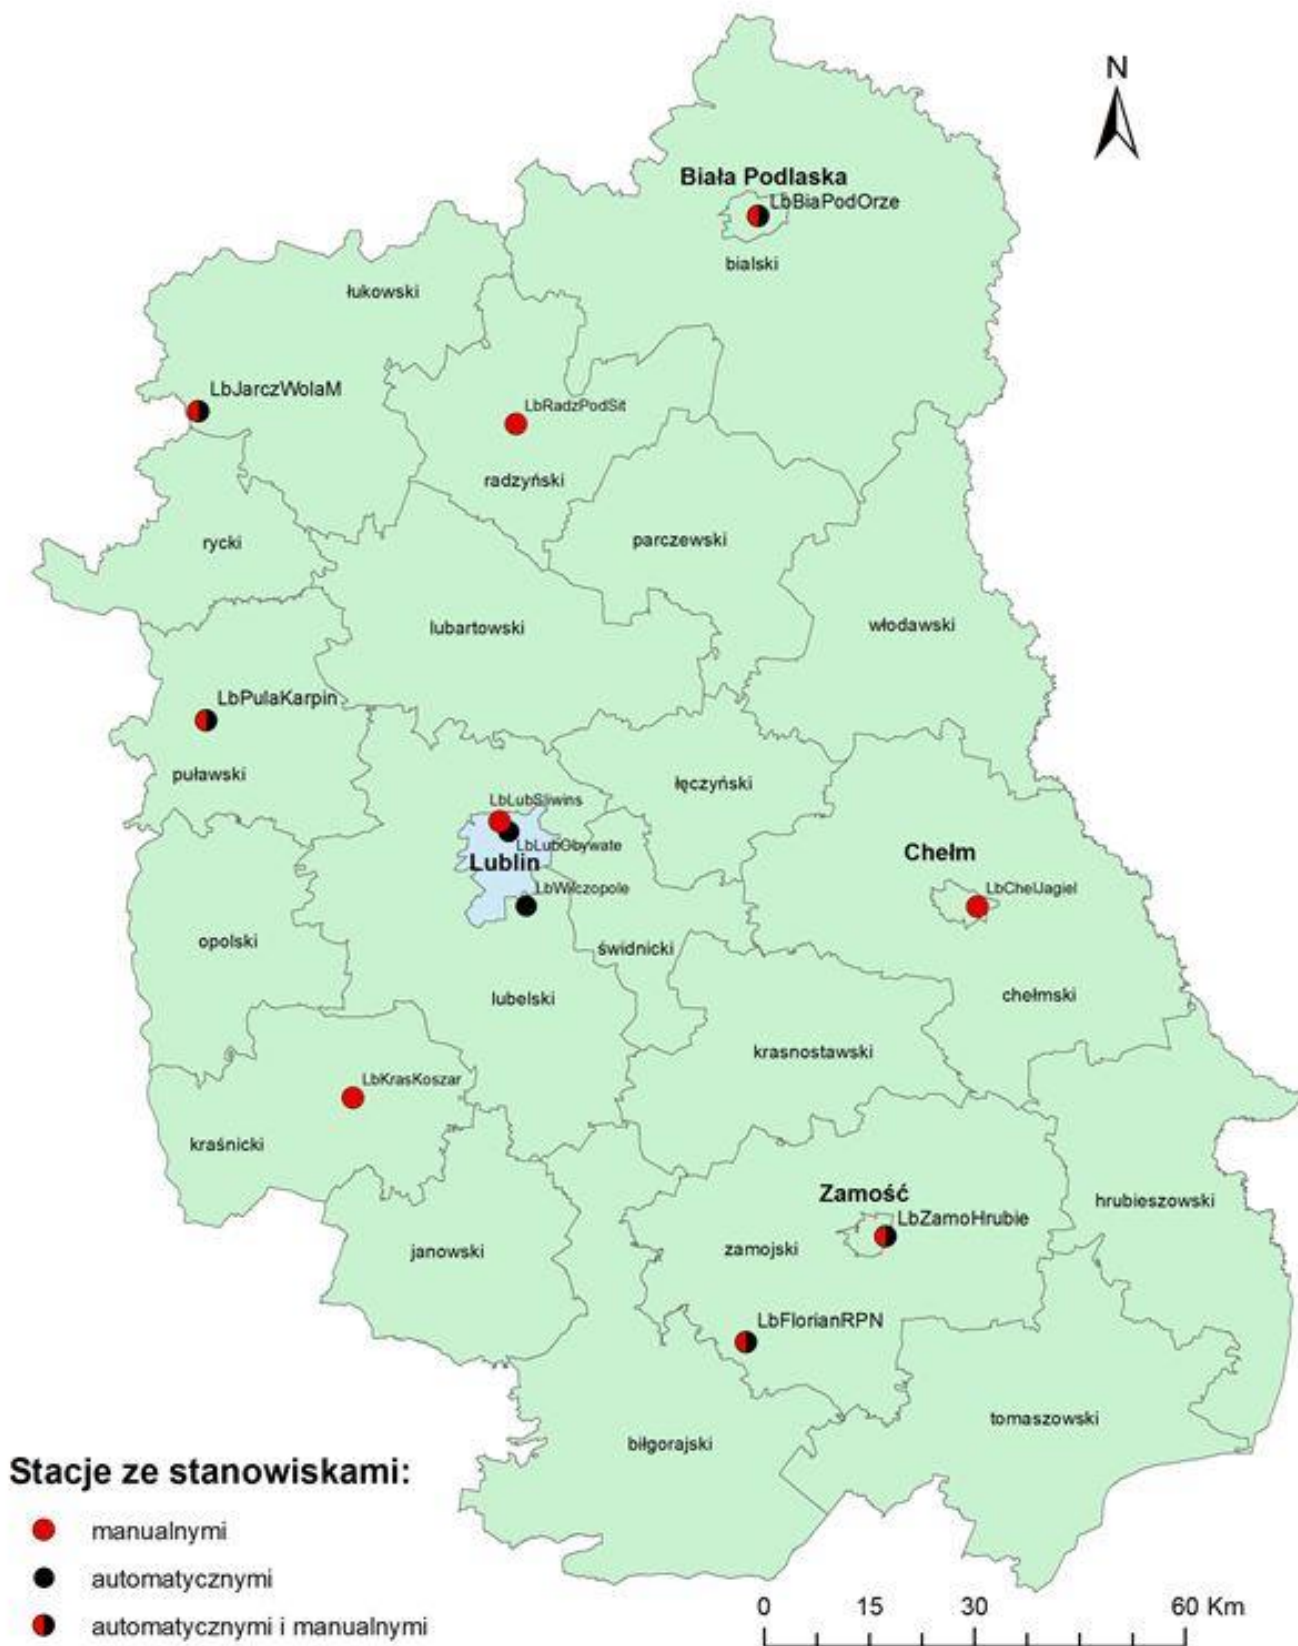 N
Biała Podlaska
LbBiaPodOrze
bialski
łukowski
LbJarczWolaM
LbRadzPodSit
radzyński
rycki
parczewski
lubartowski
włodawski
LbPulaKarpin
puławski
łęczyński
LbLubSliwins
LbLubObywate
Lublin
Chełm
LbWilczopole
LbChelJagiel
opolski
świdnicki
lubelski
chełmski
krasnostawski
LbKrasKoszar
kraśnicki
Zamość
hrubieszowski
LbZamoHrubie
janowski
zamojski
LbFlorianRPN
tomaszowski
biłgorajski
Stacje ze stanowiskami:
manualnymi
automatycznymi
automatycznymi i manualnymi
0 15 30 60 Km